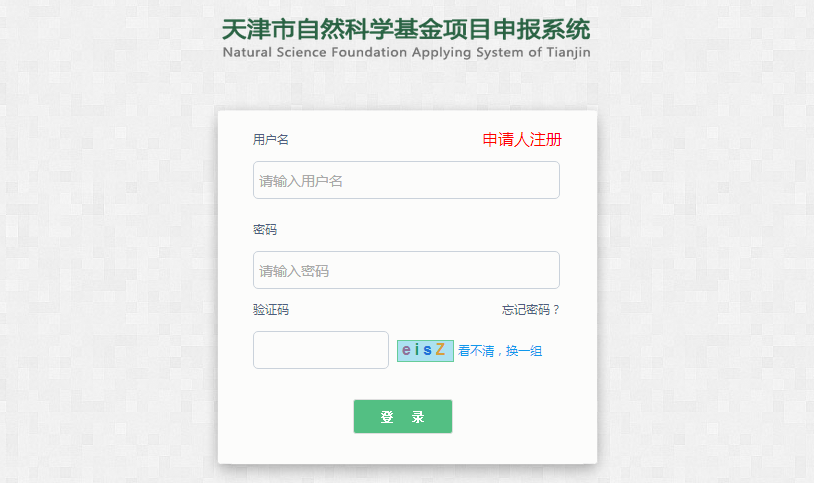 天津市自然科学基金项目申报系统
Natural Science Foundation Applying System of Tianjin
用户名 申请人注册
请输入用户名
密码
请输入密码
验证码 忘记密码？
eisZ 看不清，换一组
登 录